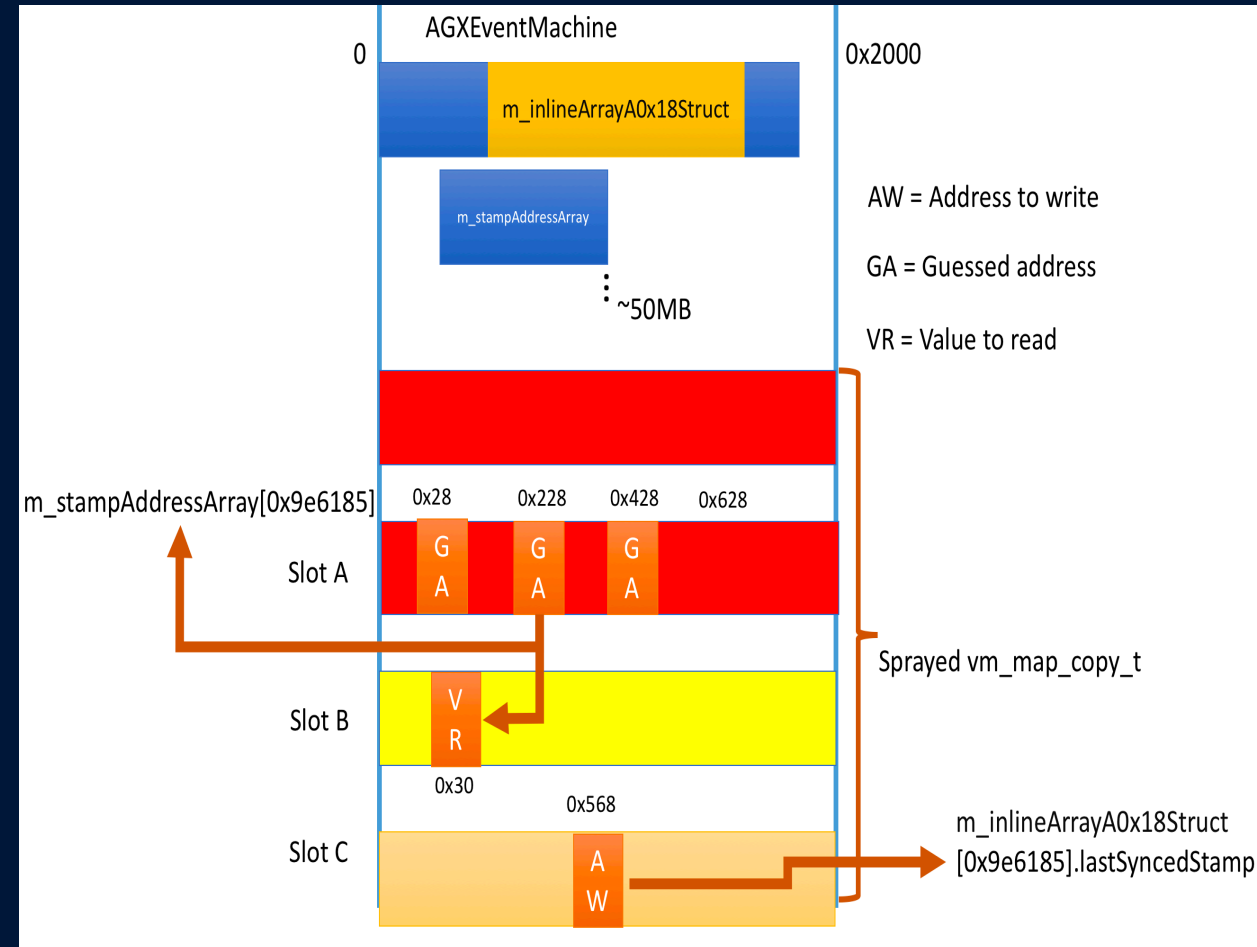 AGXEventMachine
0
0x2000
m_inlineArrayA0x18Struct
m_stampAddressArray
AW = Address to write
GA = Guessed address
~50MB
VR = Value to read
m_stampAddressArray[0x9e6185]
0x28
0x228
0x428
0x628
G
A
G
A
G
A
Slot A
Sprayed vm_map_copy_t
V
R
Slot B
0x30
0x568
m_inlineArrayA0x18Struct
[0x9e6185].lastSyncedStamp
Slot C
A
W